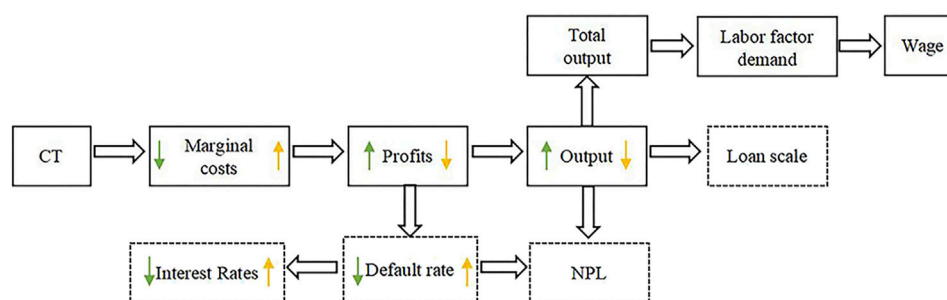 Total
output
Labor factor
demand
Wage
CT
Marginal
costs
Profits
Output
Loan scale
Interest Rates
Default rate
NPL